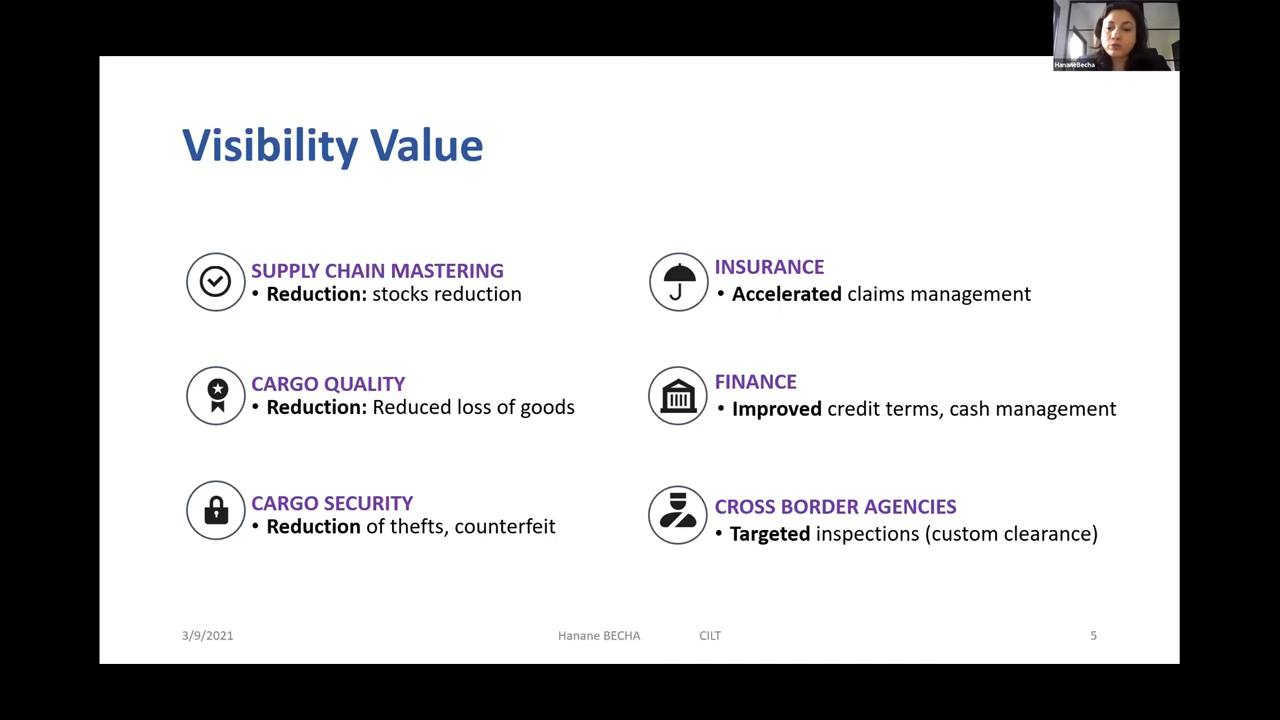 HananeBecha
Visibility Value
SUPPLY CHAIN MASTERING
• Reduction: stocks reduction
CARGO QUALITY
• Reduction: Reduced loss of goods
CARGO SECURITY
• Reduction of thefts, counterfeit
INSURANCE
• Accelerated claims management
FINANCE
• Improved credit terms, cash management
CROSS BORDER AGENCIES
• Targeted inspections (custom clearance)
3/9/2021
Hanane BECHA CILT
5